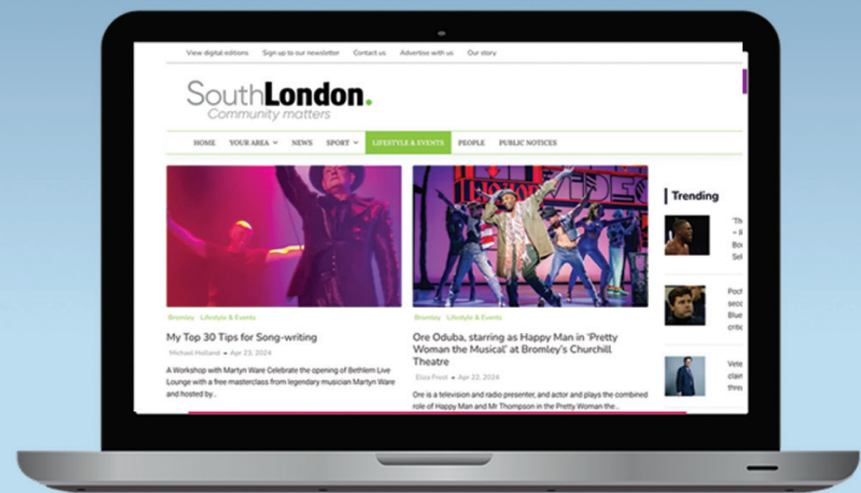 View digital editions Sign up to our newsletter Contact us Advertise with us Our story
SouthLondon.
Community matters
HOME YOUR AREA NEWS SPORT LIFESTYLE & EVENTS PEOPLE PUBLIC NOTICES
LIQUOR VIDEO
Bromley Lifestyle & Events
My Top 30 Tips for Song-writing
Michael Holland • Apr 23, 2024
A Workshop with Martyn Ware Celebrate the opening of Bethlem Live
Lounge with a free masterclass from legendary musician Martyn Ware
and hosted by..
Bromley Lifestyle & Events
Ore Oduba, starring as Happy Man in ‘Pretty
Woman the Musical’ at Bromley’s Churchill
Theatre
Eliza Frost • Apr 22, 2024
Ore is a television and radio presenter, and actor and plays the combined
role of Happy Man and Mr Thompson in the Pretty Woman the..
Trending